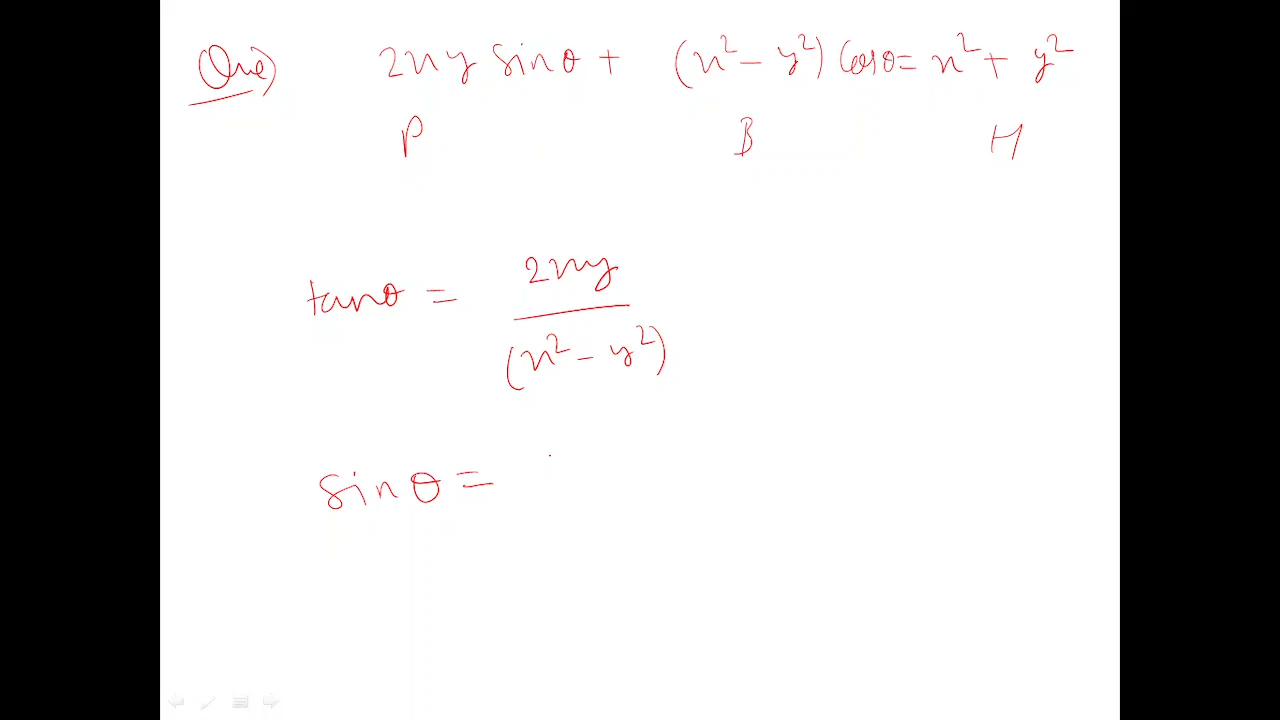 Que) 2xy sinθ + (x² - y²) Cosθ = x² + y²
P B H
tanθ = 2xy / (x² - y²)
sinθ =